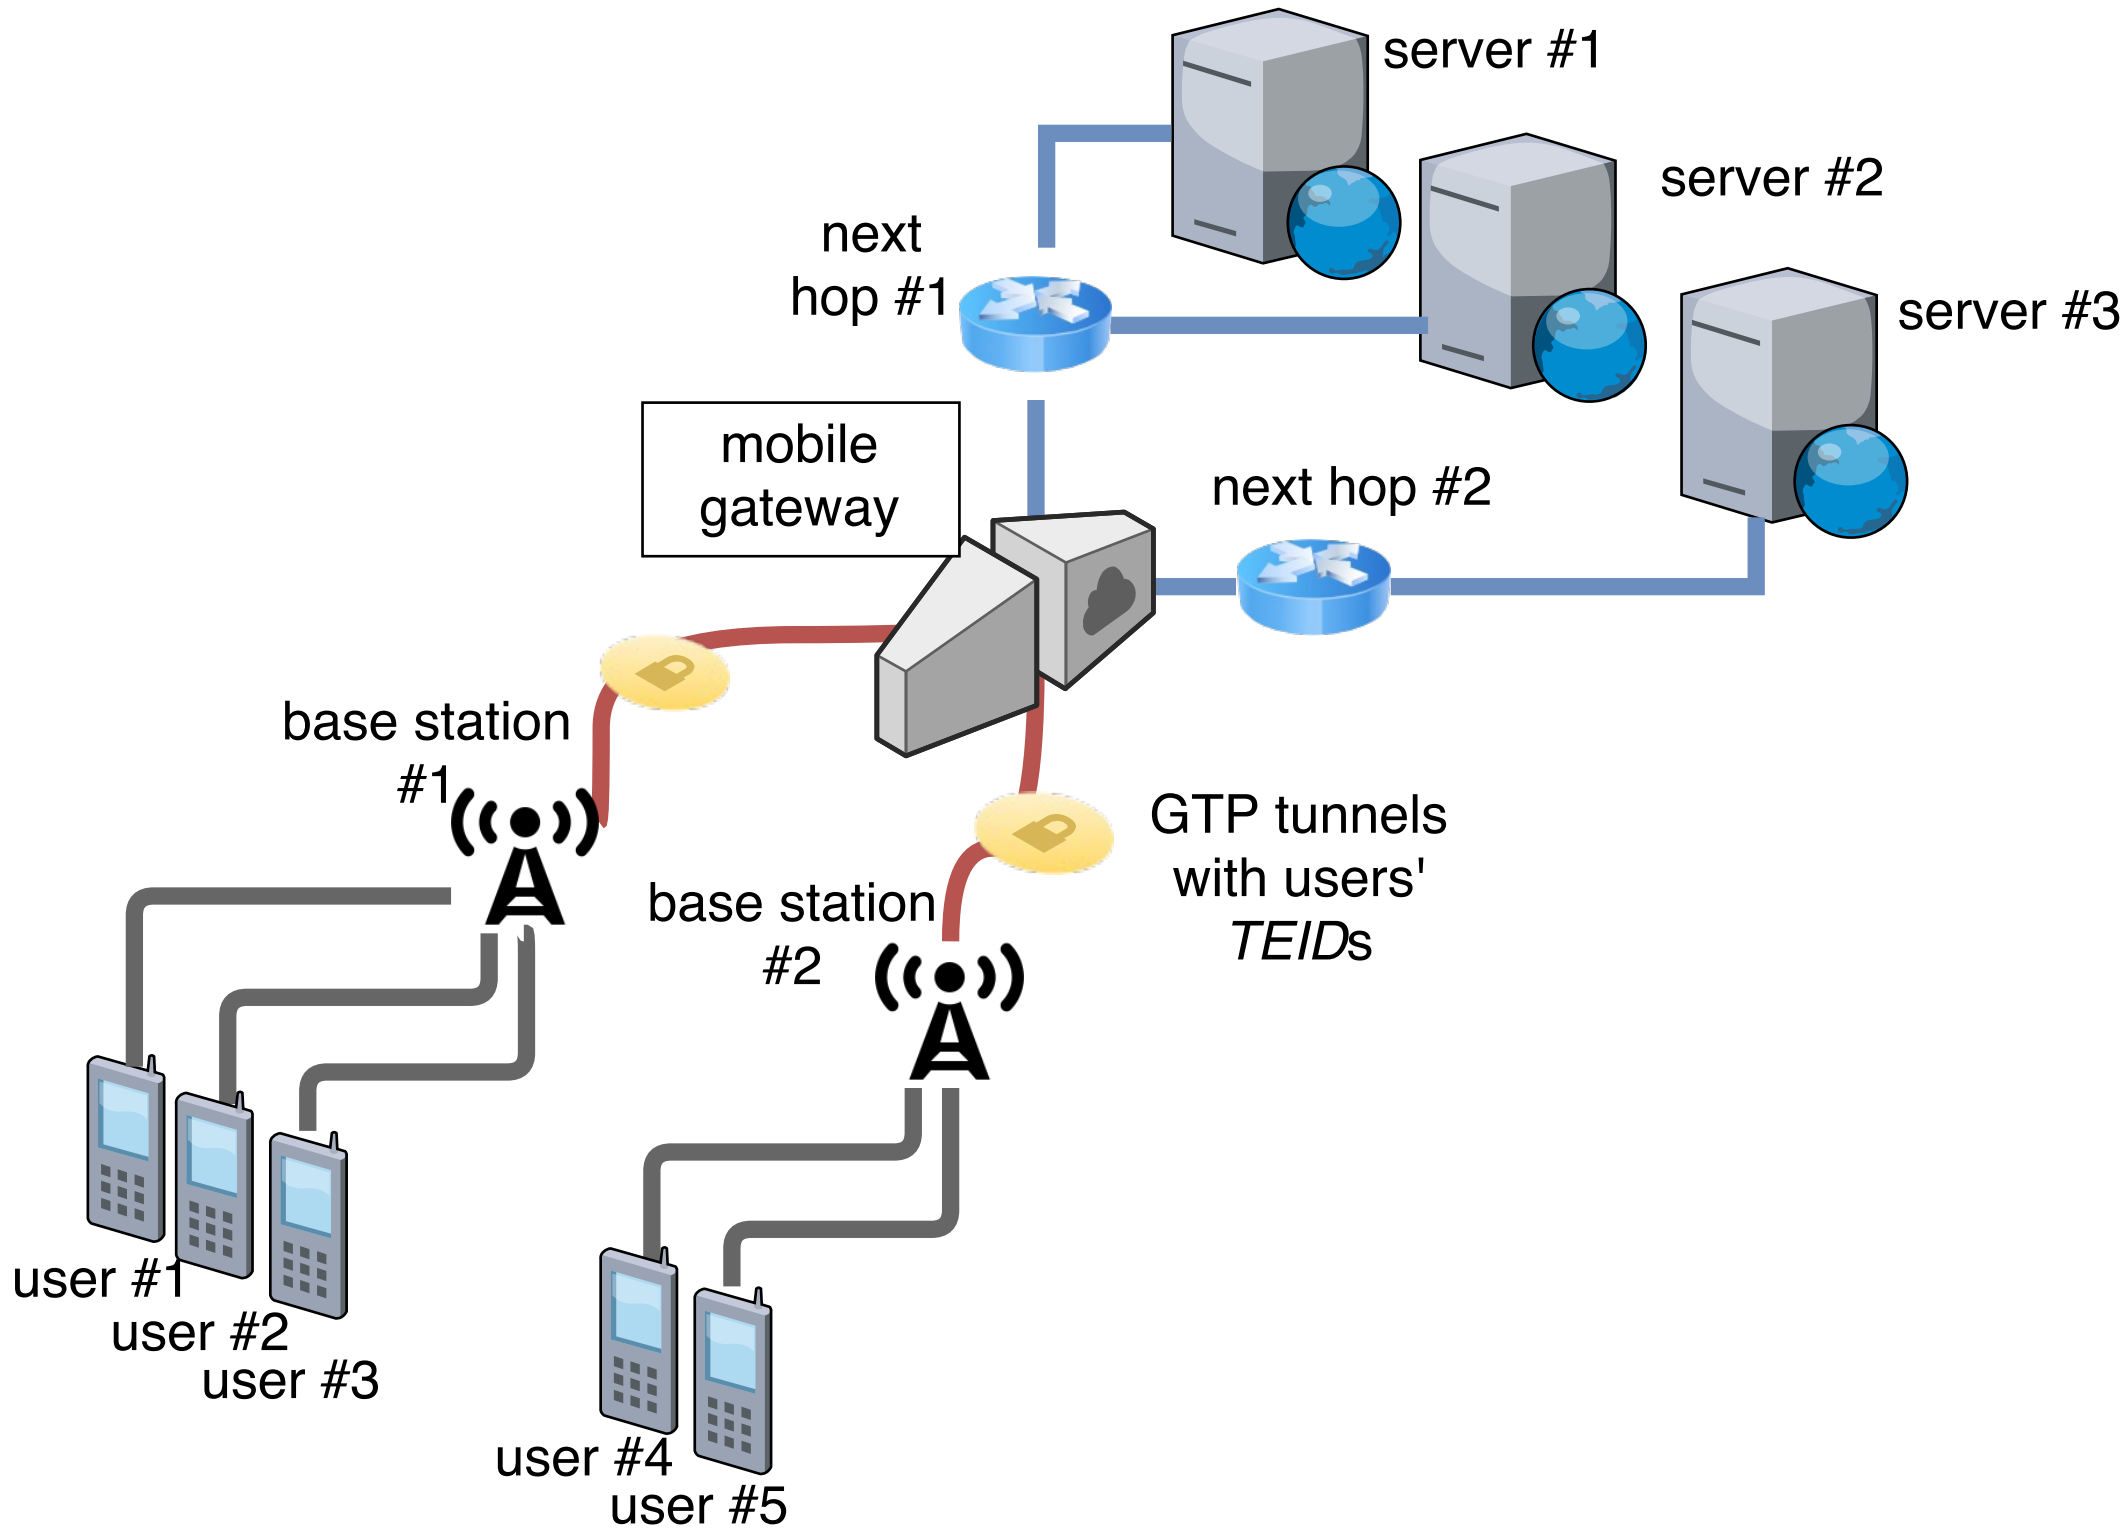 server #1
server #2
next
hop #1
server #3
mobile
gateway
next hop #2
base station
#1
GTP tunnels
with users'
TEIDs
base station
#2
user #1
user #2
user #3
user #4
user #5